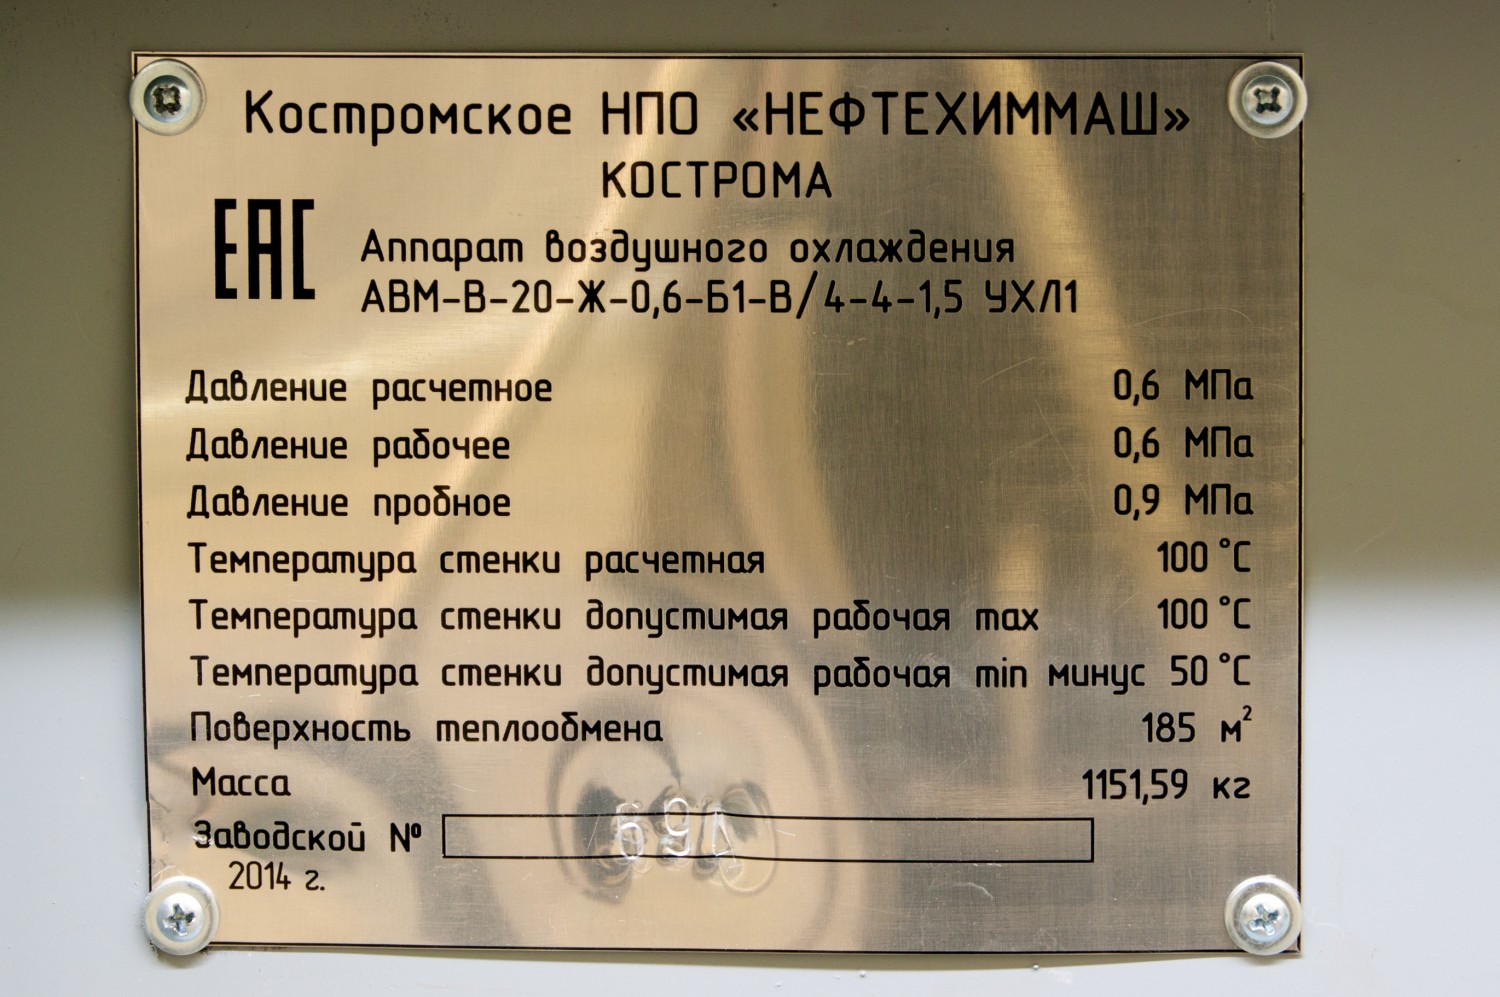 Костромское НПО «НЕФТЕХИММАШ»
КОСТРОМА
ЕАС
Аппарат воздушного охлаждения
АВМ-В-20-Ж-0,6-Б1-В/4-4-1,5 УХЛ1
Давление расчетное 0,6 МПа
Давление рабочее 0,6 МПа
Давление пробное 0,9 МПа
Температура стенки расчетная 100 °С
Температура стенки допустимая рабочая max 100 °С
Температура стенки допустимая рабочая min минус 50 °С
Поверхность теплообмена 185 м²
Масса 1151,59 кг
Заводской №
2014 г.